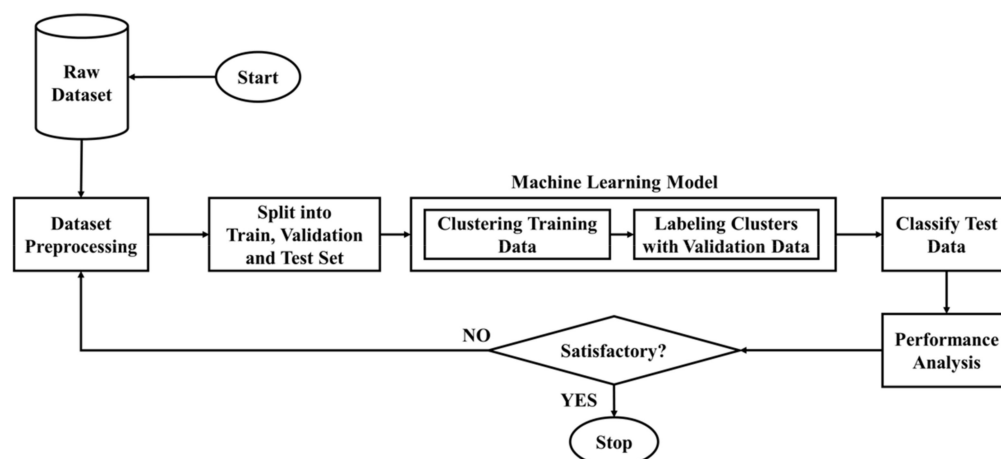 Raw
Dataset
Start
Machine Learning Model
Dataset
Preprocessing
Split into
Train, Validation
and Test Set
Clustering Training
Data
Labeling Clusters
with Validation Data
Classify Test
Data
Performance
Analysis
Satisfactory?
NO
YES
Stop